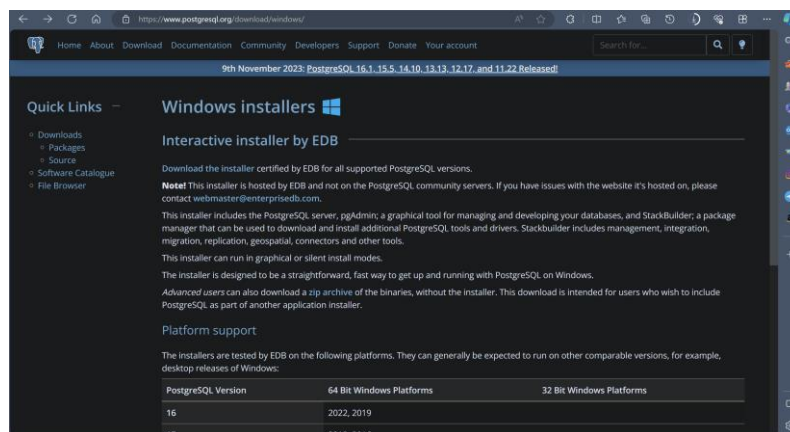 https://www.postgresql.org/download/windows/
Home About Download Documentation Community Developers Support Donate Your account
Search for...
9th November 2023: PostgreSQL 16.1, 15.5, 14.10, 13.13, 12.17, and 11.22 Released!
Quick Links
Downloads
Packages
Source
Software Catalogue
File Browser
Windows installers
Interactive installer by EDB
Download the installer certified by EDB for all supported PostgreSQL versions.
Note! This installer is hosted by EDB and not on the PostgreSQL community servers. If you have issues with the website it's hosted on, please
contact webmaster@enterprisedb.com.
This installer includes the PostgreSQL server, pgAdmin; a graphical tool for managing and developing your databases, and StackBuilder; a package
manager that can be used to download and install additional PostgreSQL tools and drivers. Stackbuilder includes management, integration,
migration, replication, geospatial, connectors and other tools.
This installer can run in graphical or silent install modes.
The installer is designed to be a straightforward, fast way to get up and running with PostgreSQL on Windows.
Advanced users can also download a zip archive of the binaries, without the installer. This download is intended for users who wish to include
PostgreSQL as part of another application installer.
Platform support
The installers are tested by EDB on the following platforms. They can generally be expected to run on other comparable versions, for example,
desktop releases of Windows:
PostgreSQL Version 64 Bit Windows Platforms 32 Bit Windows Platforms
16 2022, 2019